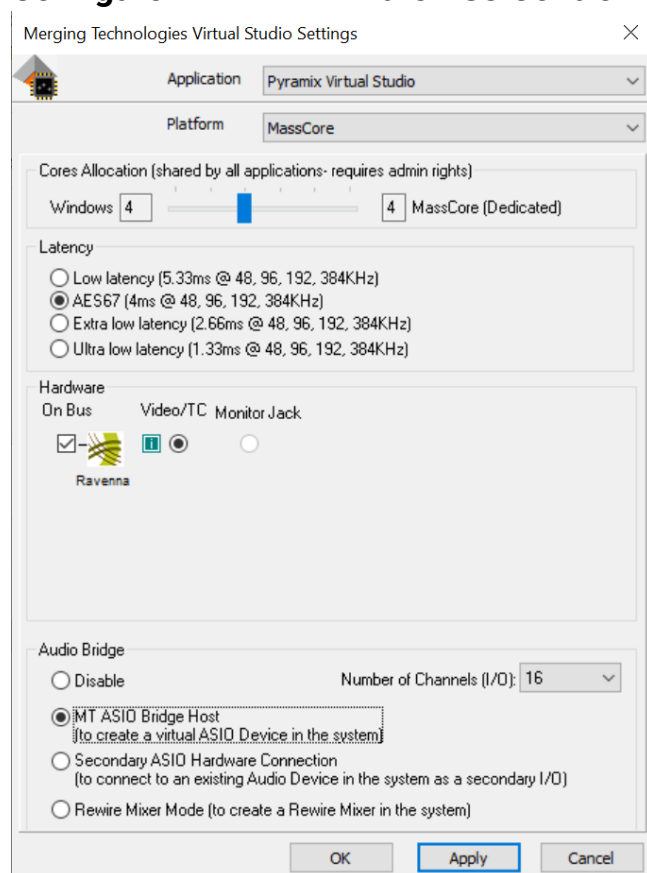 Merging Technologies Virtual Studio Settings
Application Pyramix Virtual Studio
Platform MassCore
Cores Allocation (shared by all applications- requires admin rights)
Windows 4 4 MassCore (Dedicated)
Latency
Low latency (5.33ms @ 48, 96, 192, 384KHz)
AES67 (4ms @ 48, 96, 192, 384KHz)
Extra low latency (2.66ms @ 48, 96, 192, 384KHz)
Ultra low latency (1.33ms @ 48, 96, 192, 384KHz)
Hardware
On Bus Video/TC Monitor Jack
Ravenna
Audio Bridge
Disable Number of Channels (I/O): 16
MT ASIO Bridge Host
(to create a virtual ASIO Device in the system)
Secondary ASIO Hardware Connection
(to connect to an existing Audio Device in the system as a secondary I/O)
Rewire Mixer Mode (to create a Rewire Mixer in the system)
OK Apply Cancel